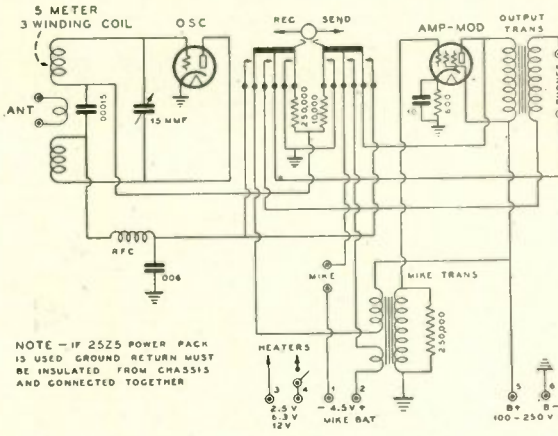 5 METER
3 WINDING COIL
OSC
REC
SEND
AMP-MOD
OUTPUT
TRANS
ANT
.00015
15 MMF
250,000
10,000
10
600
RFC
.006
MIKE
MIKE TRANS
250,000
NOTE - IF 25Z5 POWER PACK
IS USED GROUND RETURN MUST
BE INSULATED FROM CHASSIS
AND CONNECTED TOGETHER
HEATERS
3
4
1
2
5
6
2.5 V
6.3 V
12 V
- 4.5V +
MIKE BAT
B+
B-
100-250 V